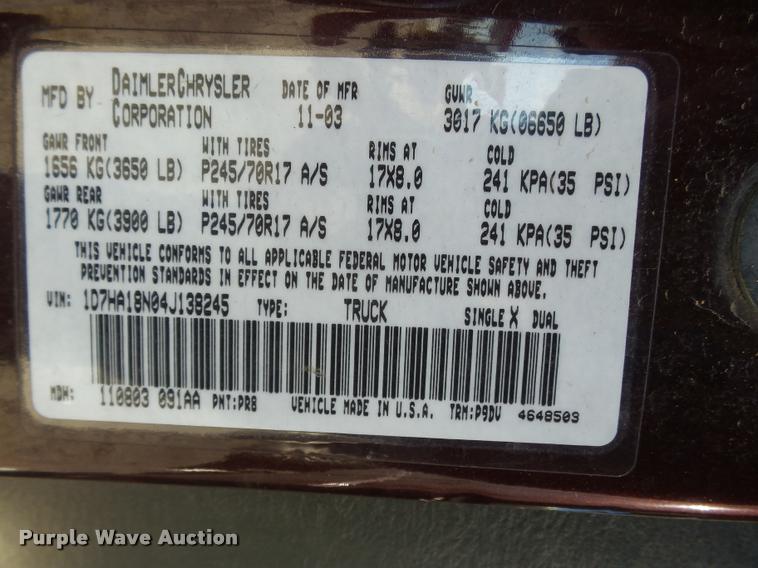 MFD BY DAIMLERCHRYSLER CORPORATION DATE OF MFR 11-03 GVWR 3017 KG(06650 LB)
GAWR FRONT WITH TIRES RIMS AT COLD
1656 KG(3650 LB) P245/70R17 A/S 17X8.0 241 KPA(35 PSI)
GAWR REAR WITH TIRES RIMS AT COLD
1770 KG(3900 LB) P245/70R17 A/S 17X8.0 241 KPA(35 PSI)
THIS VEHICLE CONFORMS TO ALL APPLICABLE FEDERAL MOTOR VEHICLE SAFETY AND THEFT
PREVENTION STANDARDS IN EFFECT ON THE DATE OF MANUFACTURE SHOWN ABOVE.
VIN: 1D7HA18N04J138245 TYPE: TRUCK SINGLE X DUAL
MDH: 110803 091AA PNT:PR8 VEHICLE MADE IN U.S.A. TRM:P9DV 4648503
Purple Wave Auction